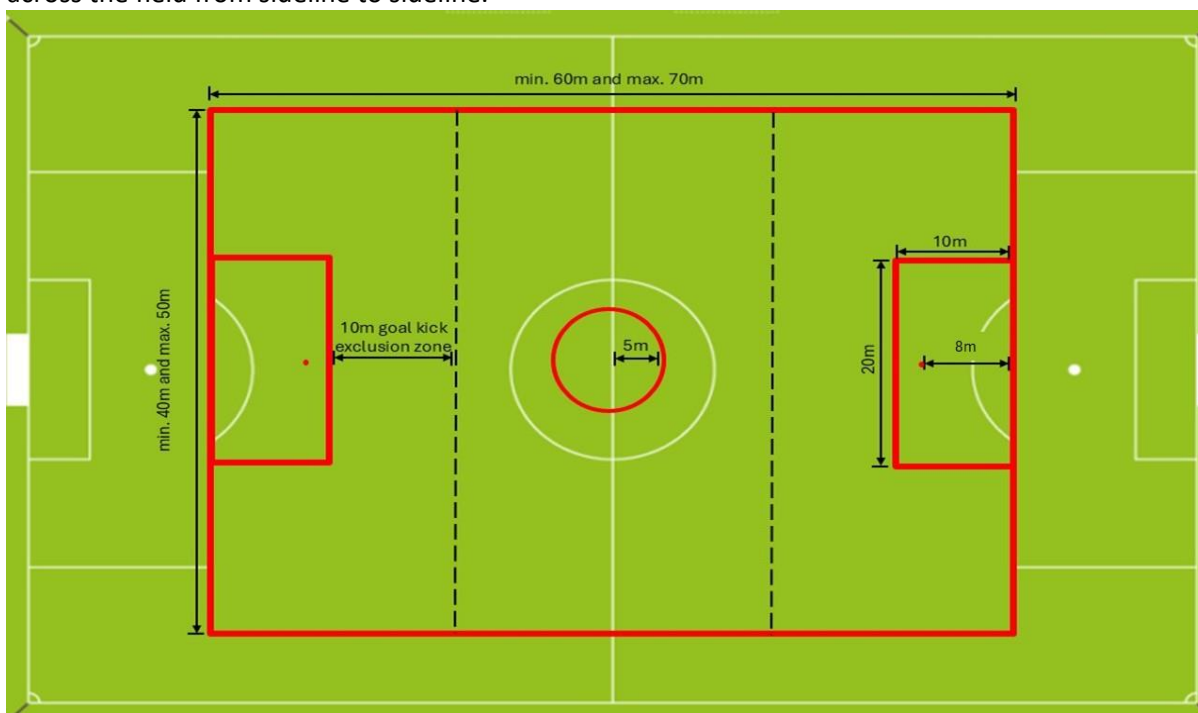 across the field from sideline to sideline.
min. 60m and max. 70m
min. 40m and max. 50m
10m goal kick
exclusion zone
5m
10m
20m
8m